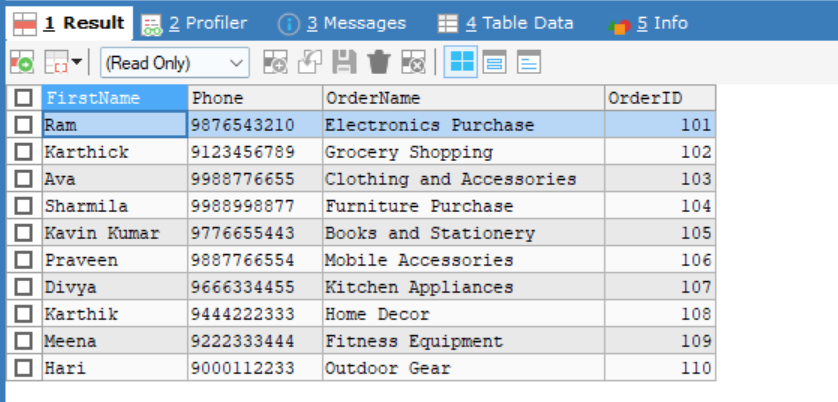 1 Result 2 Profiler 3 Messages 4 Table Data 5 Info
(Read Only)
FirstName Phone OrderName OrderID
Ram 9876543210 Electronics Purchase 101
Karthick 9123456789 Grocery Shopping 102
Ava 9988776655 Clothing and Accessories 103
Sharmila 9988998877 Furniture Purchase 104
Kavin Kumar 9776655443 Books and Stationery 105
Praveen 9887766554 Mobile Accessories 106
Divya 9666334455 Kitchen Appliances 107
Karthik 9444222333 Home Decor 108
Meena 9222333444 Fitness Equipment 109
Hari 9000112233 Outdoor Gear 110